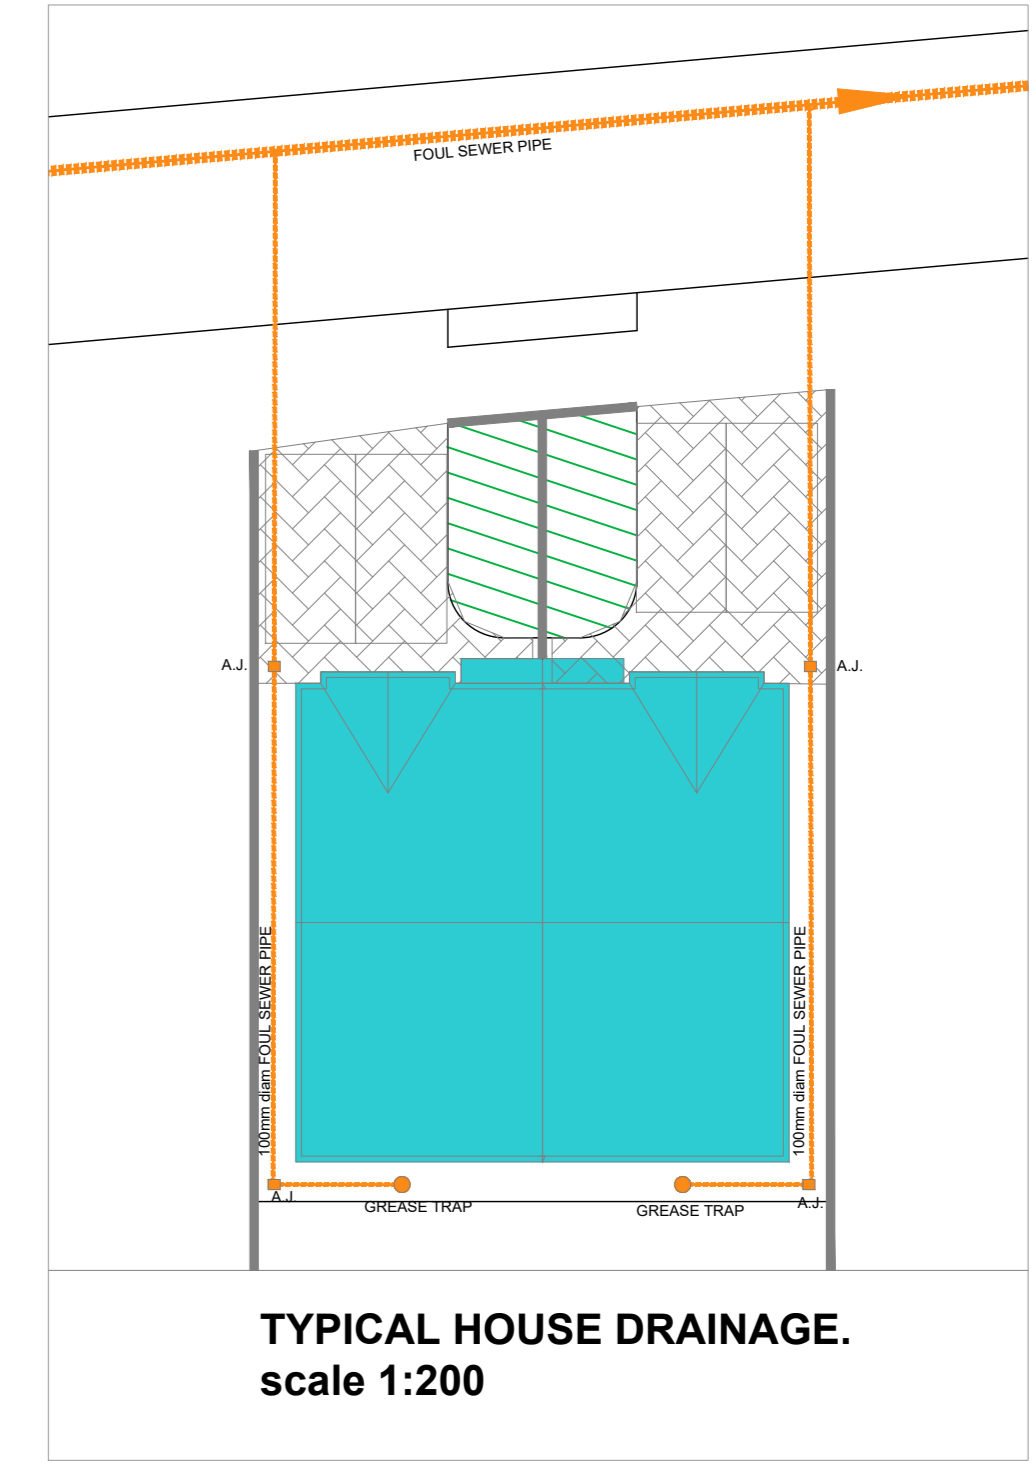 FOUL SEWER PIPE
A.J.
A.J.
100mm diam FOUL SEWER PIPE
100mm diam FOUL SEWER PIPE
A.J.
A.J.
GREASE TRAP
GREASE TRAP
TYPICAL HOUSE DRAINAGE.
scale 1:200